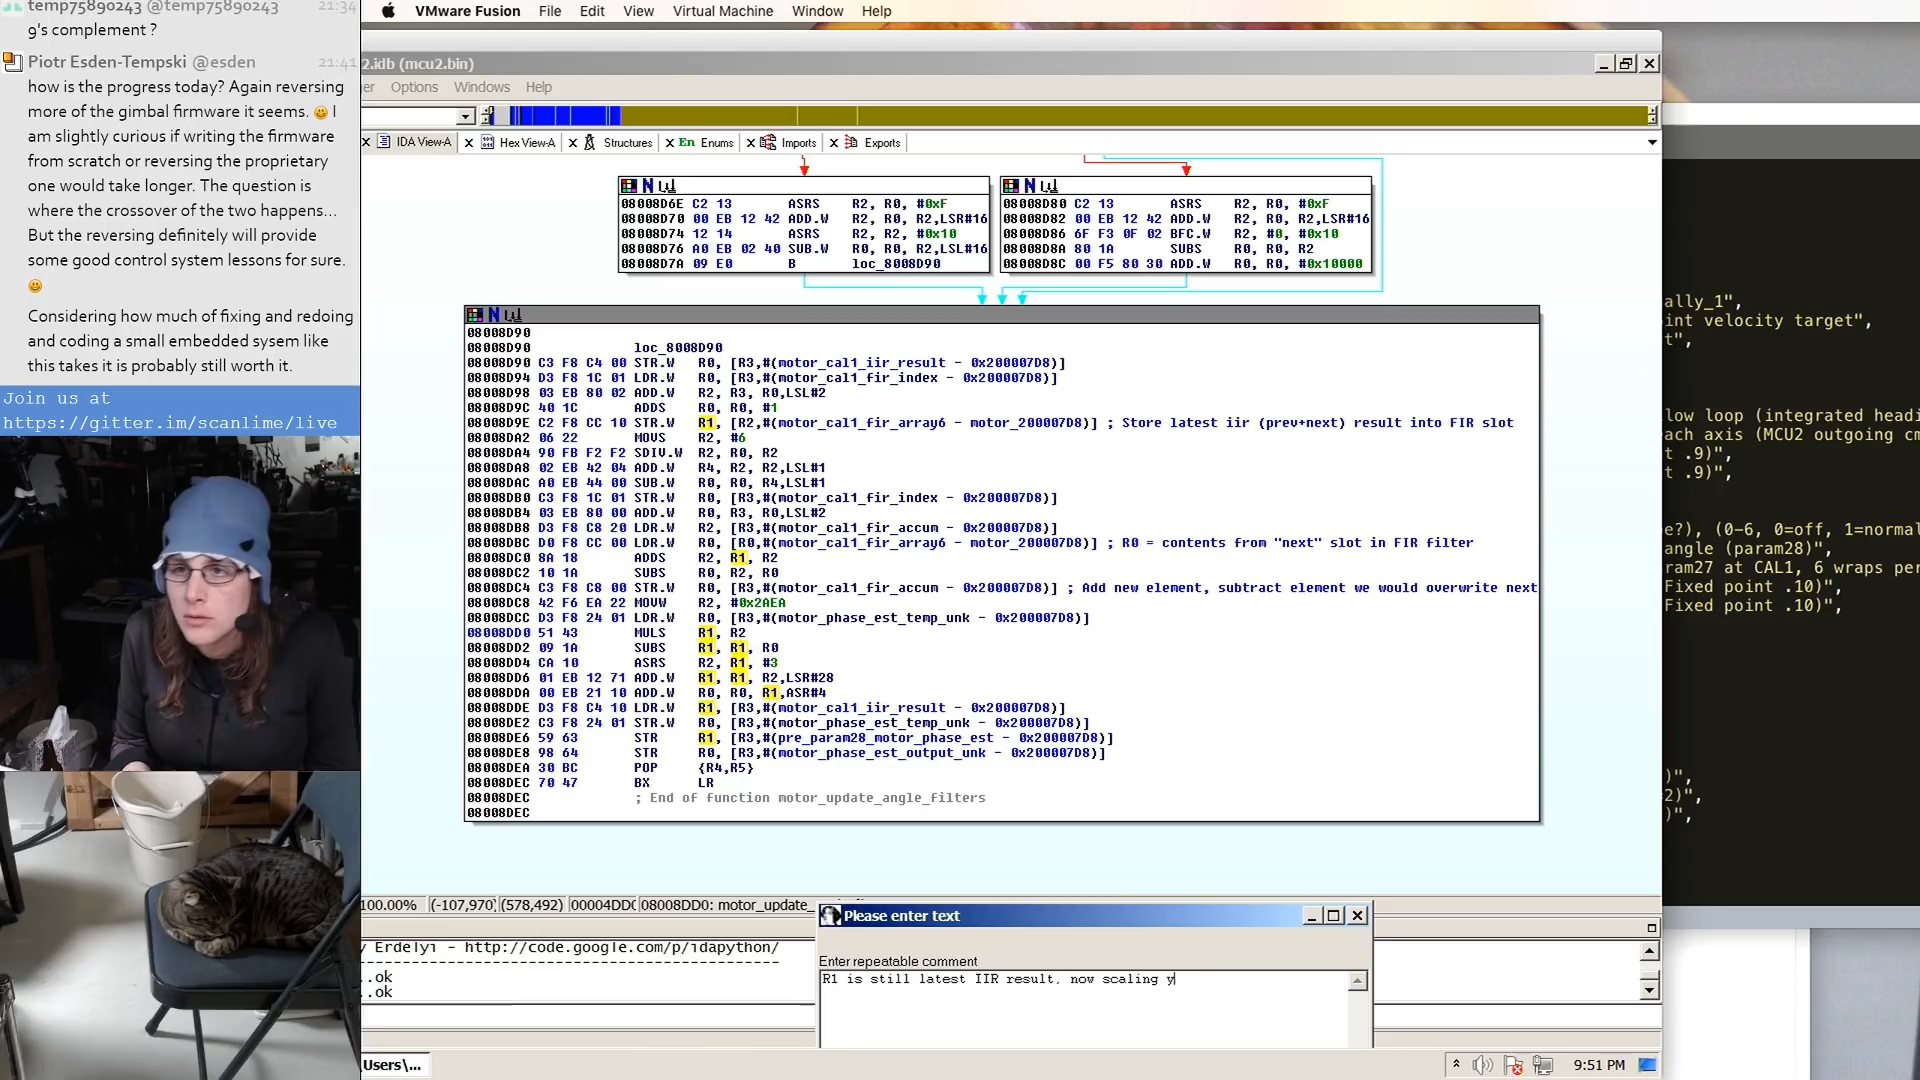 temp75890243 @temp75890243 21:34
g's complement ?
Piotr Esden-Tempski @esden 21:41
how is the progress today? Again reversing
more of the gimbal firmware it seems. I
am slightly curious if writing the firmware
from scratch or reversing the proprietary
one would take longer. The question is
where the crossover of the two happens...
But the reversing definitely will provide
some good control system lessons for sure.
Considering how much of fixing and redoing
and coding a small embedded sysem like
this takes it is probably still worth it.
Join us at
https://gitter.im/scanlime/live
VMware Fusion File Edit View Virtual Machine Window Help
2.idb (mcu2.bin)
er Options Windows Help
IDA View-A Hex View-A Structures En Enums Imports Exports
08008D6E C2 13 ASRS R2, R0, #0xF
08008D70 00 EB 12 42 ADD.W R2, R0, R2,LSR#16
08008D74 12 14 ASRS R2, R2, #0x10
08008D76 A0 EB 02 40 SUB.W R0, R0, R2,LSL#16
08008D7A 09 E0 B loc_8008D90
08008D80 C2 13 ASRS R2, R0, #0xF
08008D82 00 EB 12 42 ADD.W R2, R0, R2,LSR#16
08008D86 6F F3 0F 02 BFC.W R2, #0, #0x10
08008D8A 80 1A SUBS R0, R0, R2
08008D8C 00 F5 80 30 ADD.W R0, R0, #0x10000
08008D90
08008D90 loc_8008D90
08008D90 C3 F8 C4 00 STR.W R0, [R3,#(motor_cal1_iir_result - 0x200007D8)]
08008D94 D3 F8 1C 01 LDR.W R0, [R3,#(motor_cal1_fir_index - 0x200007D8)]
08008D98 03 EB 80 02 ADD.W R2, R3, R0,LSL#2
08008D9C 40 1C ADDS R0, R0, #1
08008D9E C2 F8 CC 10 STR.W R1, [R2,#(motor_cal1_fir_array6 - motor_200007D8)] ; Store latest iir (prev+next) result into FIR slot
08008DA2 06 22 MOVS R2, #6
08008DA4 90 FB F2 F2 SDIV.W R2, R0, R2
08008DA8 02 EB 42 04 ADD.W R4, R2, R2,LSL#1
08008DAC A0 EB 44 00 SUB.W R0, R0, R4,LSL#1
08008DB0 C3 F8 1C 01 STR.W R0, [R3,#(motor_cal1_fir_index - 0x200007D8)]
08008DB4 03 EB 80 00 ADD.W R0, R3, R0,LSL#2
08008DB8 D3 F8 C8 20 LDR.W R2, [R3,#(motor_cal1_fir_accum - 0x200007D8)]
08008DBC D0 F8 CC 00 LDR.W R0, [R0,#(motor_cal1_fir_array6 - motor_200007D8)] ; R0 = contents from "next" slot in FIR filter
08008DC0 8A 18 ADDS R2, R1, R2
08008DC2 10 1A SUBS R0, R2, R0
08008DC4 C3 F8 C8 00 STR.W R0, [R3,#(motor_cal1_fir_accum - 0x200007D8)] ; Add new element, subtract element we would overwrite next
08008DC8 42 F6 EA 22 MOVW R2, #0x2AEA
08008DCC D3 F8 24 01 LDR.W R0, [R3,#(motor_phase_est_temp_unk - 0x200007D8)]
08008DD0 51 43 MULS R1, R2
08008DD2 09 1A SUBS R1, R1, R0
08008DD4 CA 10 ASRS R2, R1, #3
08008DD6 01 EB 12 71 ADD.W R1, R1, R2,LSR#28
08008DDA 00 EB 21 10 ADD.W R0, R0, R1,ASR#4
08008DDE D3 F8 C4 10 LDR.W R1, [R3,#(motor_cal1_iir_result - 0x200007D8)]
08008DE2 C3 F8 24 01 STR.W R0, [R3,#(motor_phase_est_temp_unk - 0x200007D8)]
08008DE6 59 63 STR R1, [R3,#(pre_param28_motor_phase_est - 0x200007D8)]
08008DE8 98 64 STR R0, [R3,#(motor_phase_est_output_unk - 0x200007D8)]
08008DEA 30 BC POP {R4,R5}
08008DEC 70 47 BX LR
08008DEC ; End of function motor_update_angle_filters
08008DEC
100.00% (-107,970) (578,492) 00004DD0 08008DD0: motor_update_
y Erdelyi - http://code.google.com/p/idapython/
..ok
..ok
Please enter text
Enter repeatable comment
R1 is still latest IIR result, now scaling y
Users\...
9:51 PM
ally_1",
int velocity target",
t",
low loop (integrated headi
ach axis (MCU2 outgoing cm
t .9)",
t .9)",
pe?), (0-6, 0=off, 1=normal
angle (param28)",
ram27 at CAL1, 6 wraps per
Fixed point .10)",
Fixed point .10)",
)",
=2)",
)",